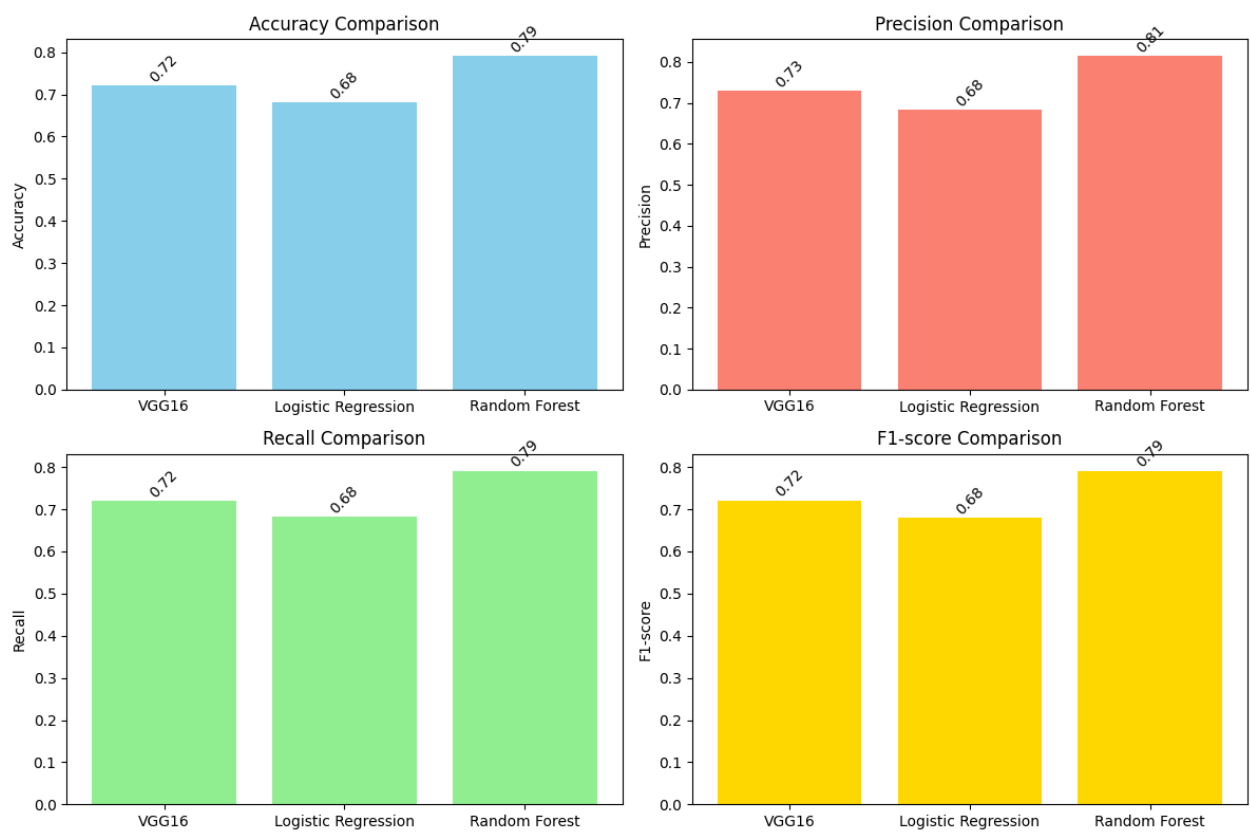 Accuracy Comparison
0.8
0.7
0.6
0.5
0.4
0.3
0.2
0.1
0.0
Accuracy
0.72
0.68
0.79
VGG16
Logistic Regression
Random Forest
Precision Comparison
0.8
0.7
0.6
0.5
0.4
0.3
0.2
0.1
0.0
Precision
0.73
0.68
0.81
VGG16
Logistic Regression
Random Forest
Recall Comparison
0.8
0.7
0.6
0.5
0.4
0.3
0.2
0.1
0.0
Recall
0.72
0.68
0.79
VGG16
Logistic Regression
Random Forest
F1-score Comparison
0.8
0.7
0.6
0.5
0.4
0.3
0.2
0.1
0.0
F1-score
0.72
0.68
0.79
VGG16
Logistic Regression
Random Forest